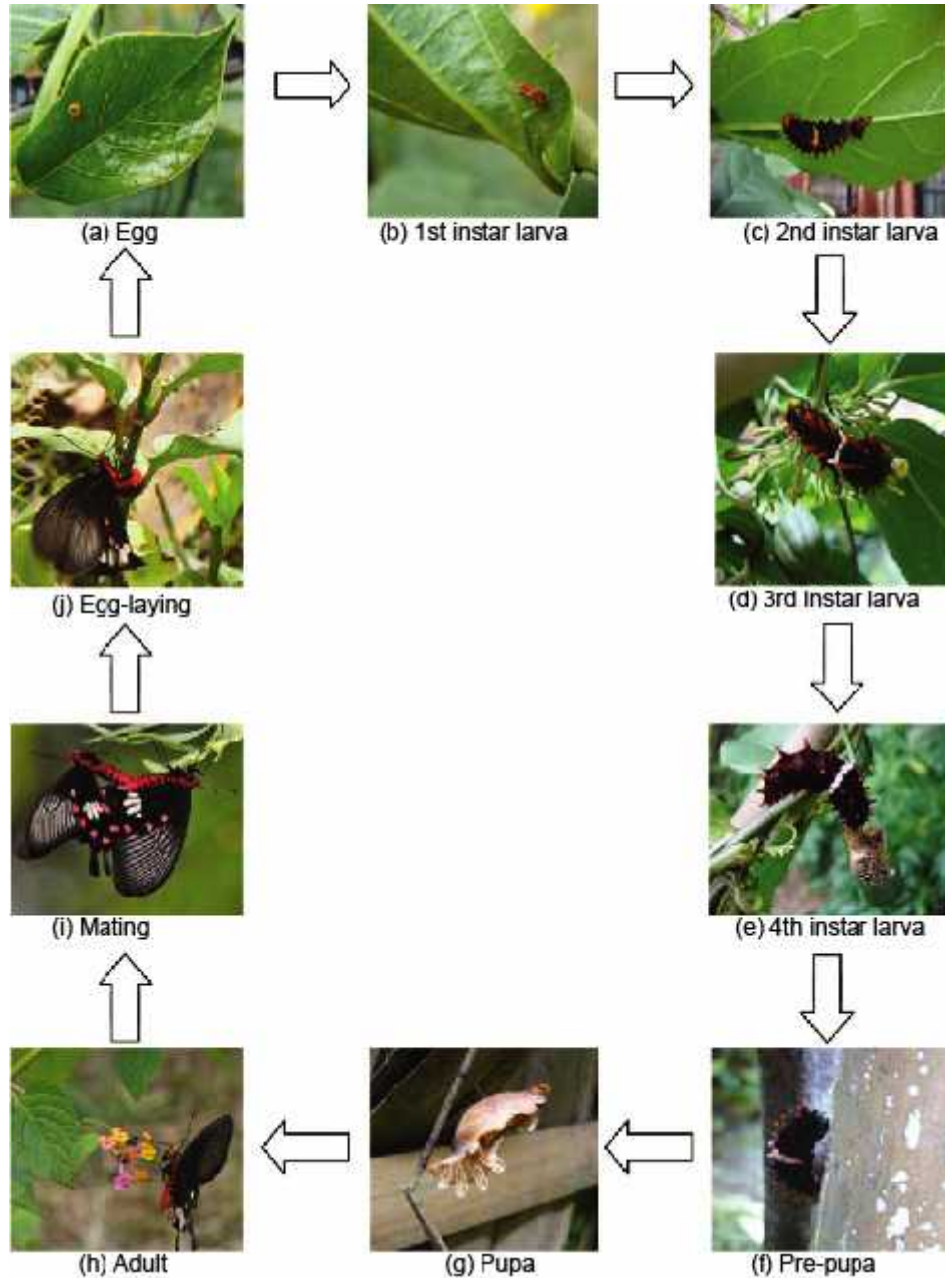 (a) Egg
(b) 1st instar larva
(c) 2nd instar larva
(j) Egg-laying
(d) 3rd instar larva
(i) Mating
(e) 4th instar larva
(h) Adult
(g) Pupa
(f) Pre-pupa